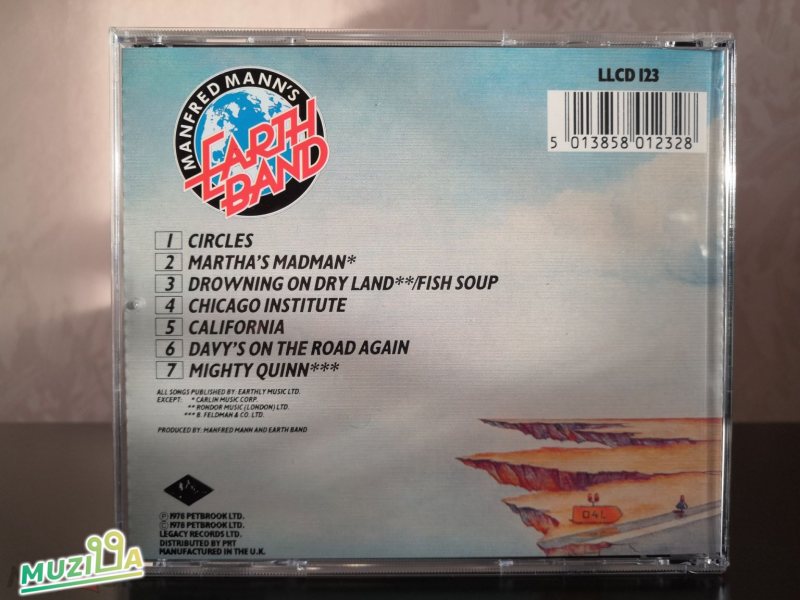 LLCD 123
5 013858 012328
MANFRED MANN'S
EARTH
BAND
1 CIRCLES
2 MARTHA'S MADMAN*
3 DROWNING ON DRY LAND**/FISH SOUP
4 CHICAGO INSTITUTE
5 CALIFORNIA
6 DAVY'S ON THE ROAD AGAIN
7 MIGHTY QUINN***
ALL SONGS PUBLISHED BY: EARTHLY MUSIC LTD.
EXCEPT: * CARLIN MUSIC CORP.
** RONDOR MUSIC (LONDON) LTD.
*** B. FELDMAN & CO. LTD.
PRODUCED BY: MANFRED MANN AND EARTH BAND
04L
℗ 1978 PETBROOK LTD.
© 1978 PETBROOK LTD.
LEGACY RECORDS LTD.
DISTRIBUTED BY PRT
MANUFACTURED IN THE U.K.
MUZILLA